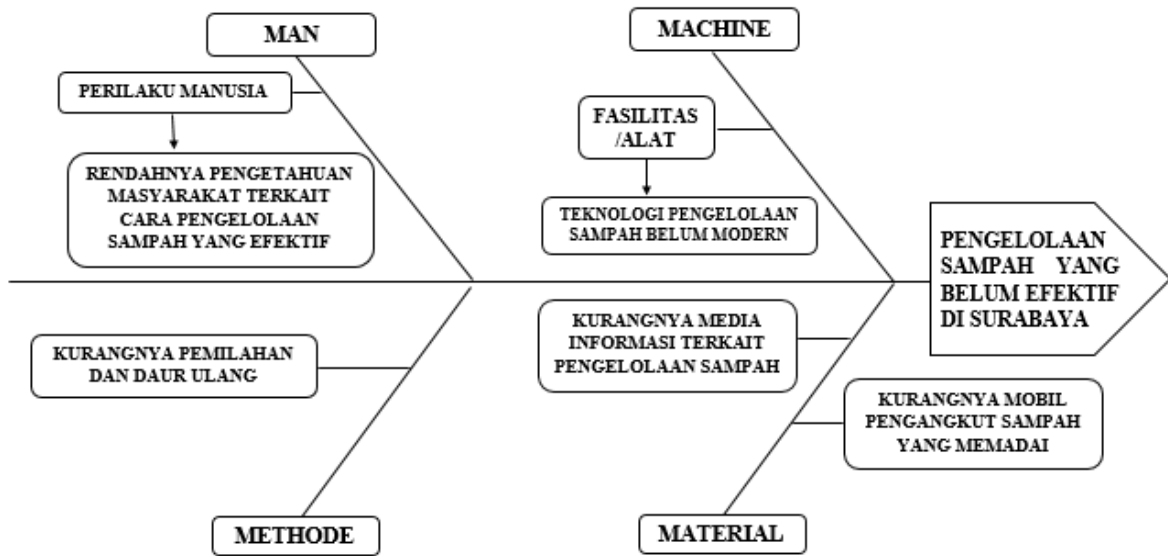 MAN
MACHINE
PERILAKU MANUSIA
FASILITAS
/ALAT
RENDAHNYA PENGETAHUAN
MASYARAKAT TERKAIT
CARA PENGELOLAAN
SAMPAH YANG EFEKTIF
TEKNOLOGI PENGELOLAAN
SAMPAH BELUM MODERN
PENGELOLAAN
SAMPAH YANG
BELUM EFEKTIF
DI SURABAYA
KURANGNYA PEMILAHAN
DAN DAUR ULANG
KURANGNYA MEDIA
INFORMASI TERKAIT
PENGELOLAAN SAMPAH
KURANGNYA MOBIL
PENGANGKUT SAMPAH
YANG MEMADAI
METHODE
MATERIAL